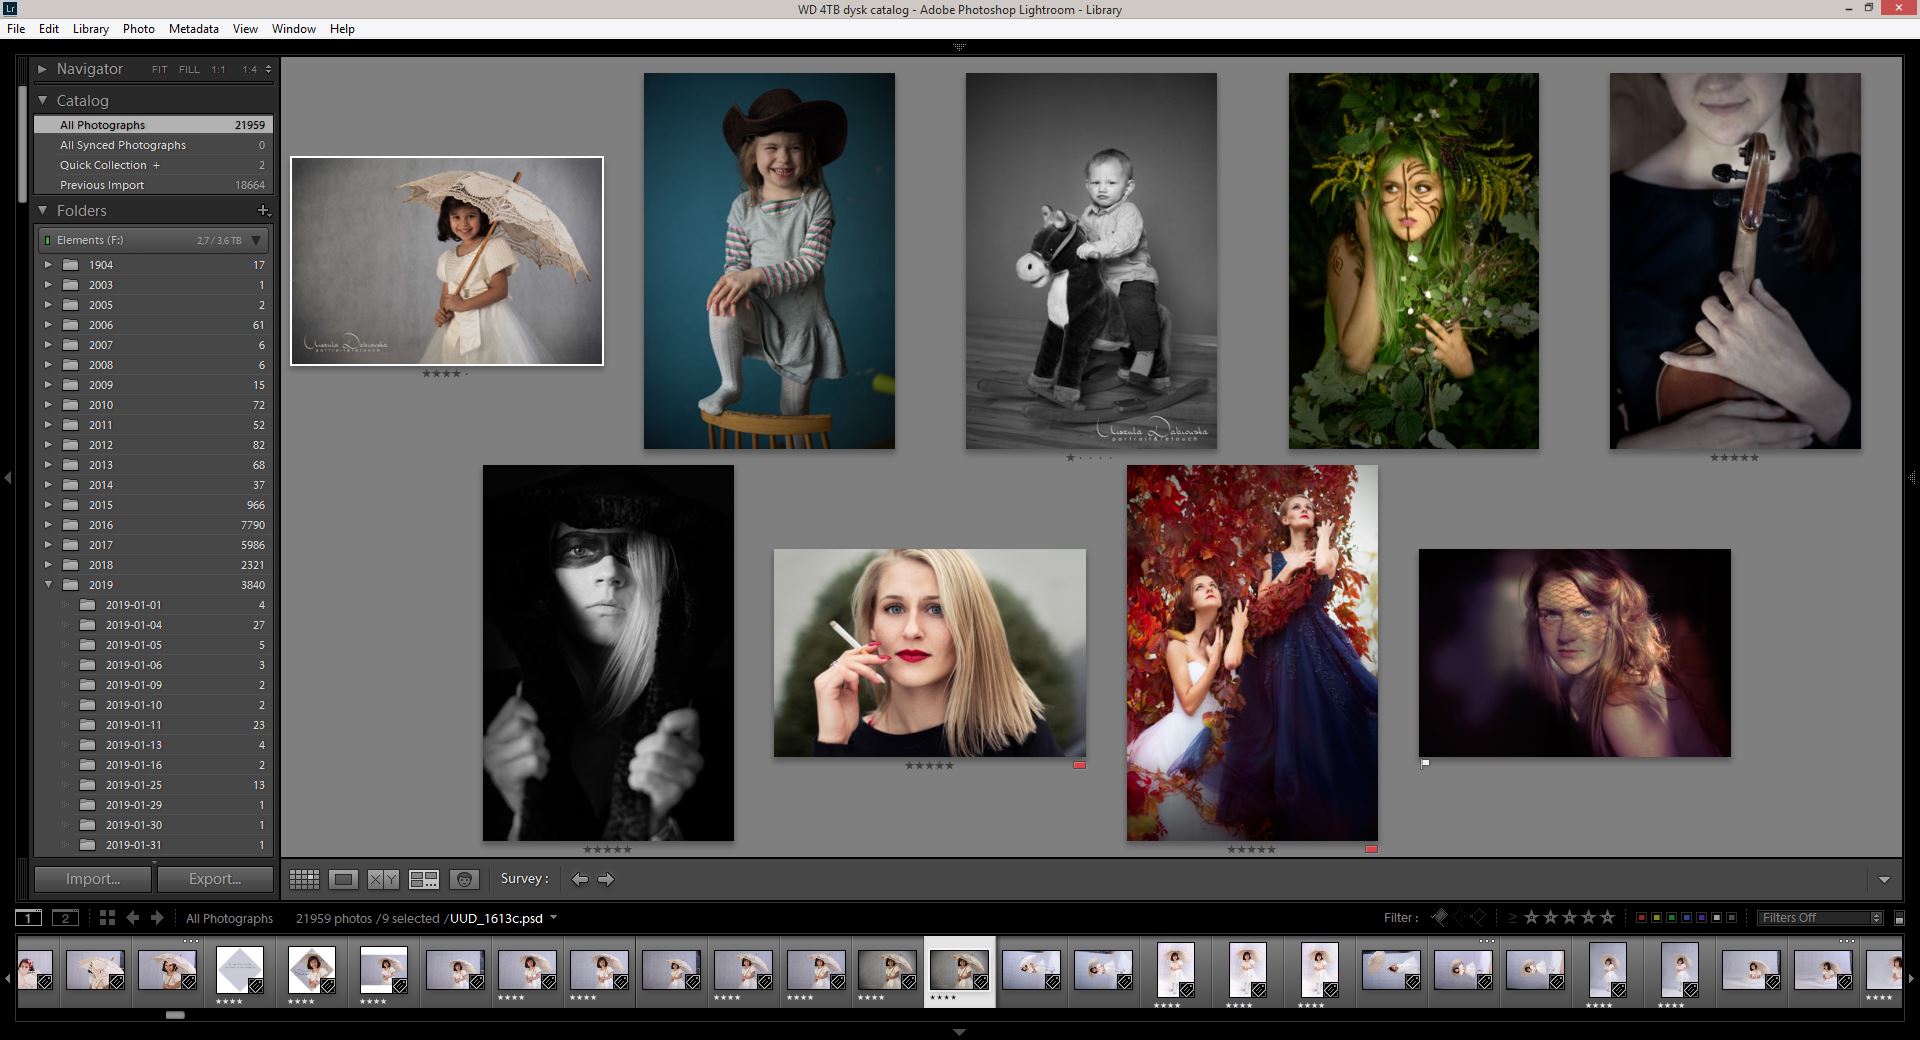 Lr WD 4TB dysk catalog - Adobe Photoshop Lightroom - Library
File Edit Library Photo Metadata View Window Help
Navigator FIT FILL 1:1 1:4
Catalog
All Photographs 21959
All Synced Photographs 0
Quick Collection + 2
Previous Import 18664
Folders
Elements (F:) 2,7 / 3,6 TB
1904 17
2003 1
2005 2
2006 61
2007 6
2008 6
2009 15
2010 72
2011 52
2012 82
2013 68
2014 37
2015 966
2016 7790
2017 5986
2018 2321
2019 3840
2019-01-01 4
2019-01-04 27
2019-01-05 5
2019-01-06 3
2019-01-09 2
2019-01-10 2
2019-01-11 23
2019-01-13 4
2019-01-16 2
2019-01-25 13
2019-01-29 1
2019-01-30 1
2019-01-31 1
Import... Export...
Urszula Dabrowska
portrait&retouch
Urszula Dabrowska
portrait&retouch
XY Survey :
1 2 All Photographs 21959 photos /9 selected /UUD_1613c.psd Filter : Filters Off